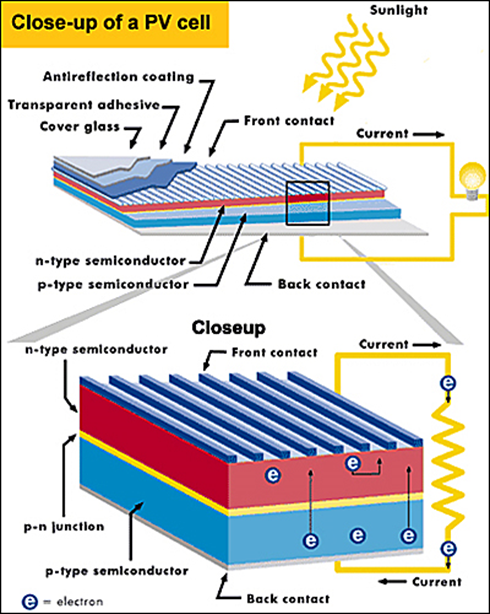 Close-up of a PV cell
Sunlight
Antireflection coating
Transparent adhesive
Cover glass
Front contact
Current
n-type semiconductor
p-type semiconductor
Back contact
Closeup
n-type semiconductor
Front contact
Current
e
e
e
e
e
e
e
p-n junction
p-type semiconductor
Current
Back contact
e = electron